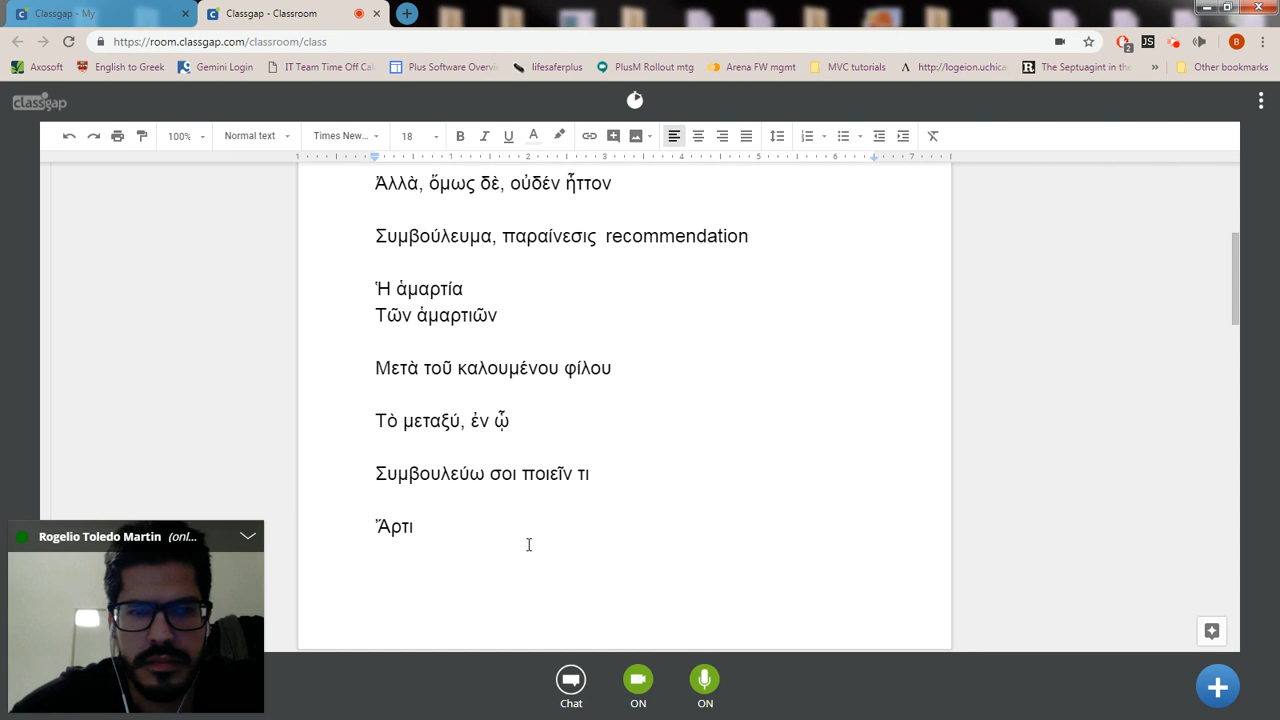 Classgap - My
Classgap - Classroom
https://room.classgap.com/classroom/class
Axosoft
English to Greek
Gemini Login
IT Team Time Off Ca
Plus Software Overvi
lifesaferplus
PlusM Rollout mtg
Arena FW mgmt
MVC tutorials
http://logeion.uchica
The Septuagint in the
»
Other bookmarks
classgap
100%
Normal text
Times New...
18
Ἀλλὰ, ὅμως δὲ, οὐδέν ἧττον
Συμβούλευμα, παραίνεσις recommendation
Ἡ ἁμαρτία
Τῶν ἁμαρτιῶν
Μετὰ τοῦ καλουμένου φίλου
Τὸ μεταξύ, ἐν ᾧ
Συμβουλεύω σοι ποιεῖν τι
Ἄρτι
Rogelio Toledo Martin (onl...
Chat
ON
ON